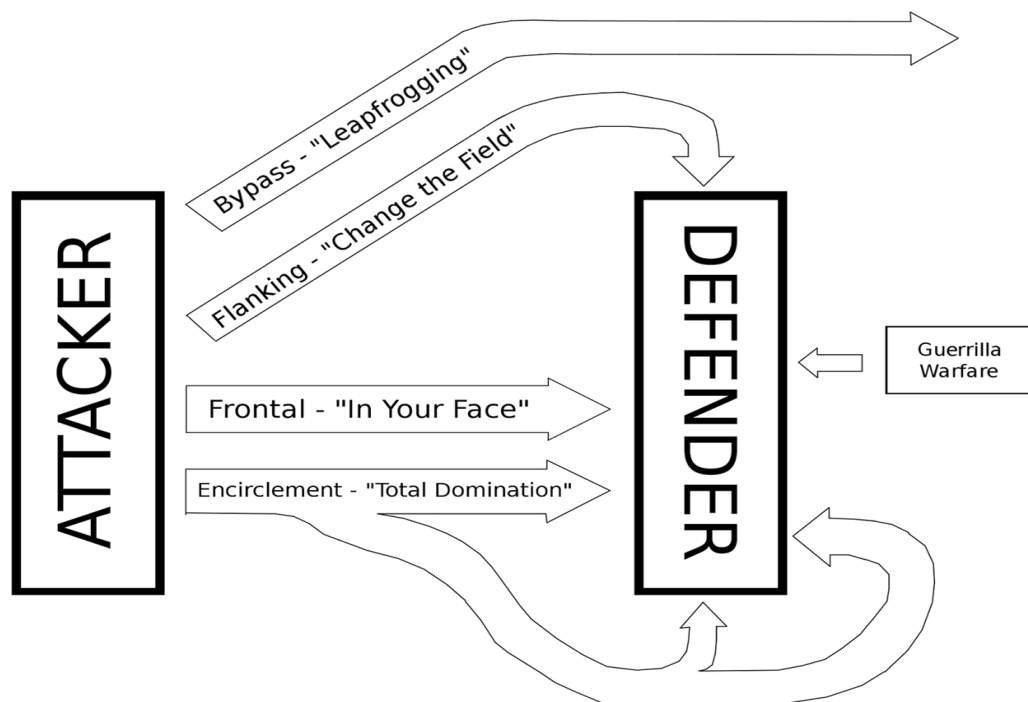 Bypass - "Leapfrogging"
Flanking - "Change the Field"
ATTACKER
DEFENDER
Guerrilla
Warfare
Frontal - "In Your Face"
Encirclement - "Total Domination"